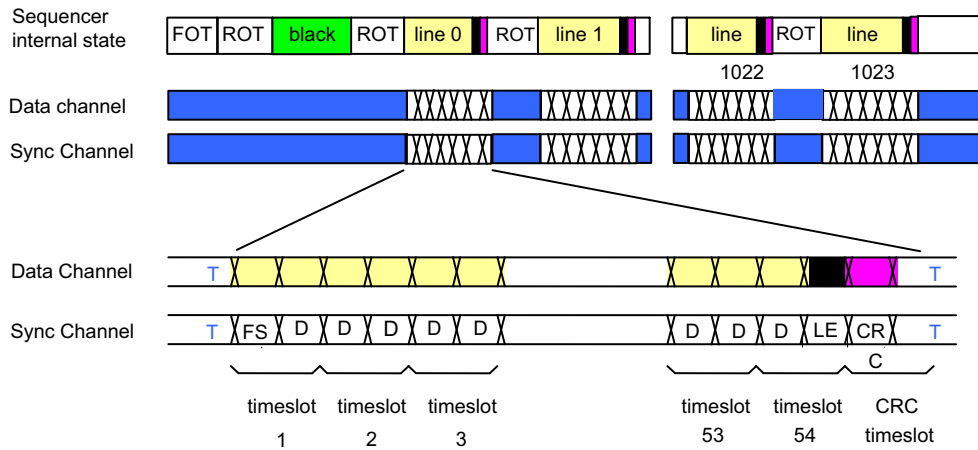 Sequencer
internal state
FOT ROT black ROT line 0 ROT line 1 line ROT line
1022 1023
Data channel
Sync Channel
Data Channel T T
Sync Channel T FS D D D D D D D D LE CR T
C
timeslot timeslot timeslot timeslot timeslot CRC
1 2 3 53 54 timeslot